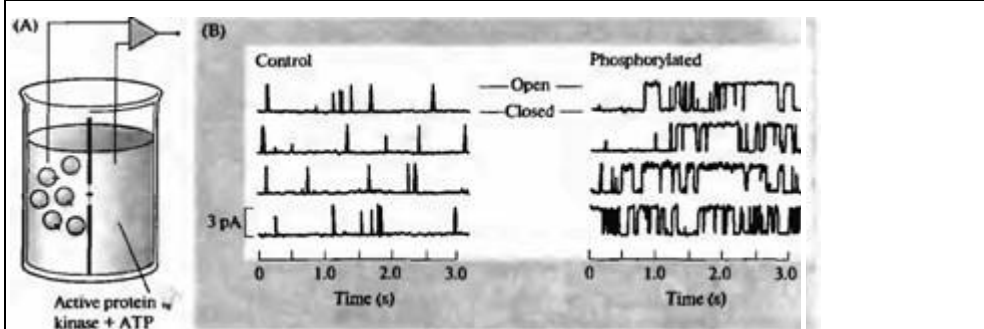 (A)
Active protein
kinase + ATP
(B)
Control
Open
Closed
Phosphorylated
3 pA
0 1.0 2.0 3.0
Time (s)
0 1.0 2.0 3.0
Time (s)